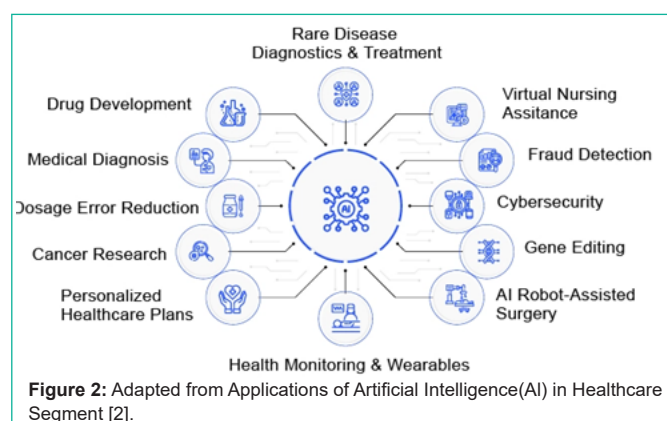 Rare Disease
Diagnostics & Treatment
Drug Development
Virtual Nursing
Assitance
Medical Diagnosis
Fraud Detection
Dosage Error Reduction
Cybersecurity
Cancer Research
Gene Editing
Personalized
Healthcare Plans
AI Robot-Assisted
Surgery
AI
Health Monitoring & Wearables
Figure 2: Adapted from Applications of Artificial Intelligence(AI) in Healthcare
Segment [2].